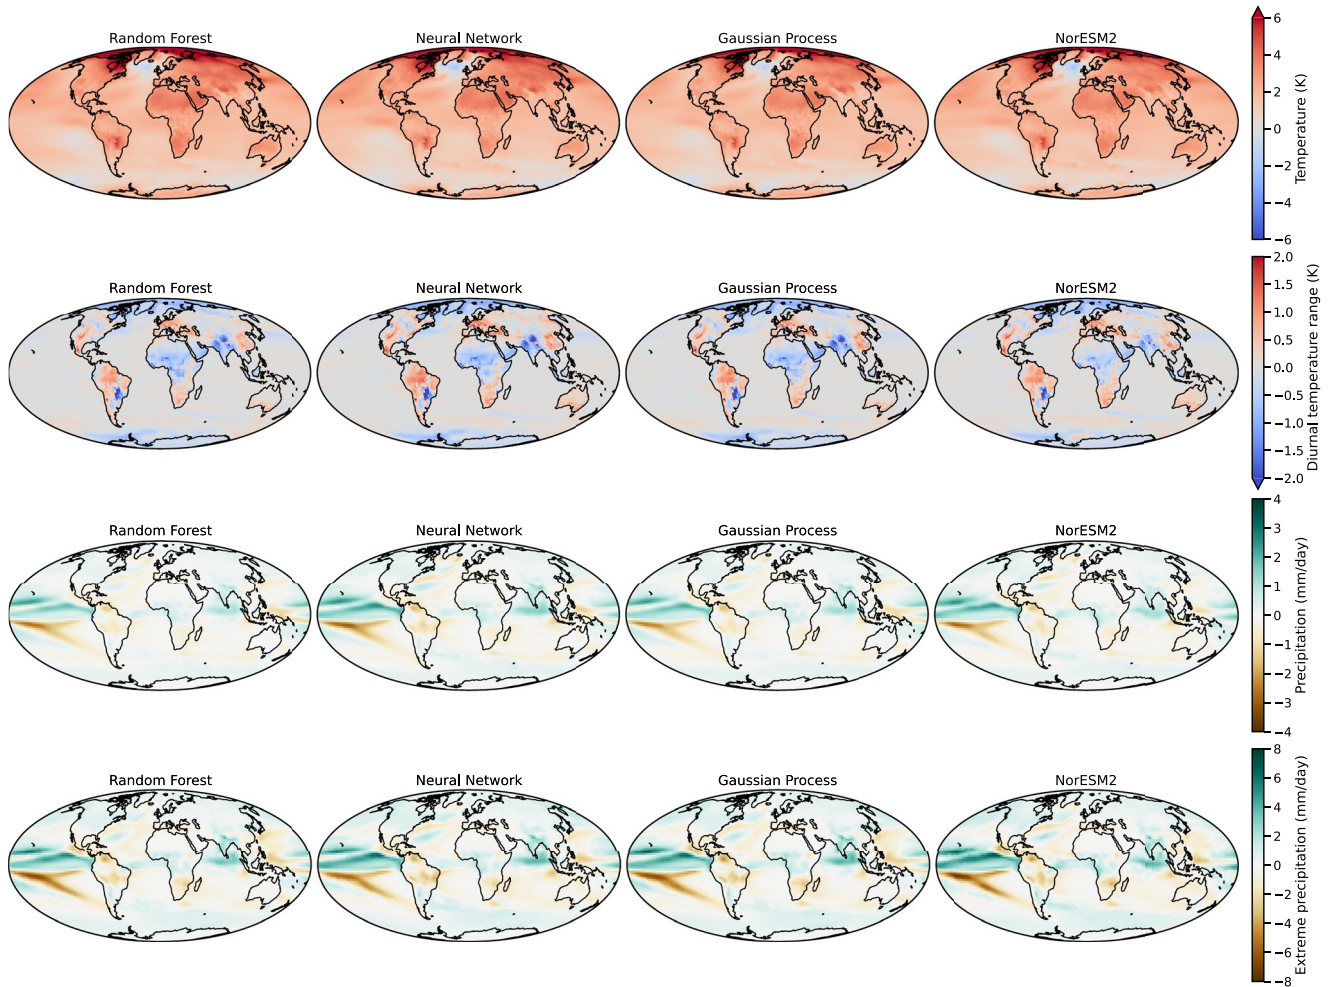 Random Forest
Neural Network
Gaussian Process
NorESM2
6
4
2
0
−2
−4
−6
Temperature (K)
Random Forest
Neural Network
Gaussian Process
NorESM2
2.0
1.5
1.0
0.5
0.0
−0.5
−1.0
−1.5
−2.0
Diurnal temperature range (K)
Random Forest
Neural Network
Gaussian Process
NorESM2
4
3
2
1
0
−1
−2
−3
−4
Precipitation (mm/day)
Random Forest
Neural Network
Gaussian Process
NorESM2
8
6
4
2
0
−2
−4
−6
−8
Extreme precipitation (mm/day)